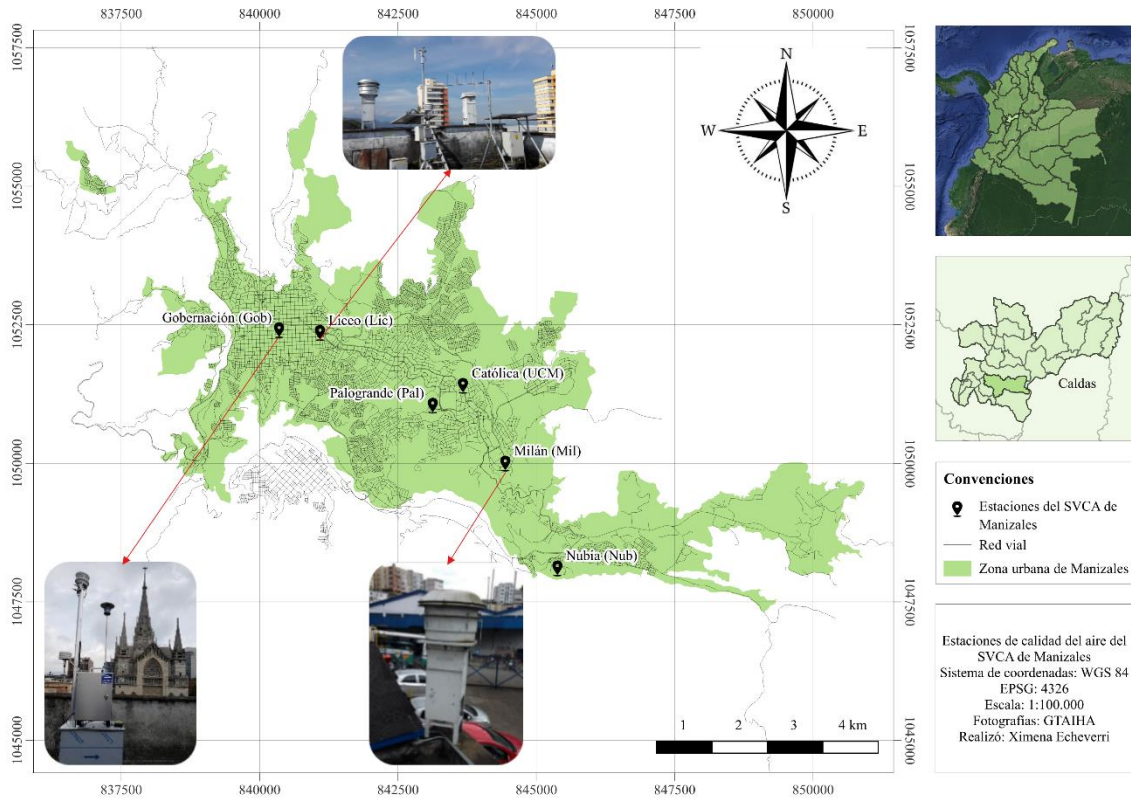 837500
840000
842500
845000
847500
850000
1057500
1057500
N
W
E
S
1055000
1055000
Gobernación (Gob)
Liceo (Lic)
1052500
1052500
Católica (UCM)
Palogrande (Pal)
Milán (Mil)
1050000
1050000
Nubia (Nub)
1047500
1047500
1
2
3
4 km
1045000
1045000
837500
840000
842500
845000
847500
850000
Caldas
Convenciones
Estaciones del SVCA de
Manizales
Red vial
Zona urbana de Manizales
Estaciones de calidad del aire del
SVCA de Manizales
Sistema de coordenadas: WGS 84
EPSG: 4326
Escala: 1:100.000
Fotografías: GTAIHA
Realizó: Ximena Echeverri